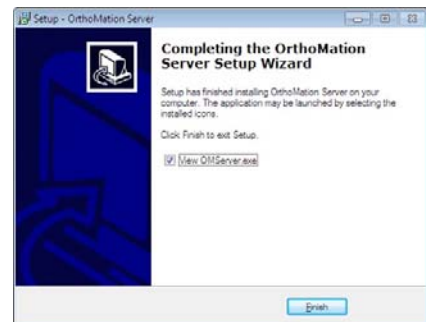 Setup - OrthoMation Server
Completing the OrthoMation
Server Setup Wizard
Setup has finished installing OrthoMation Server on your
computer. The application may be launched by selecting the
installed icons.
Click Finish to exit Setup.
View OMServer.exe
Finish